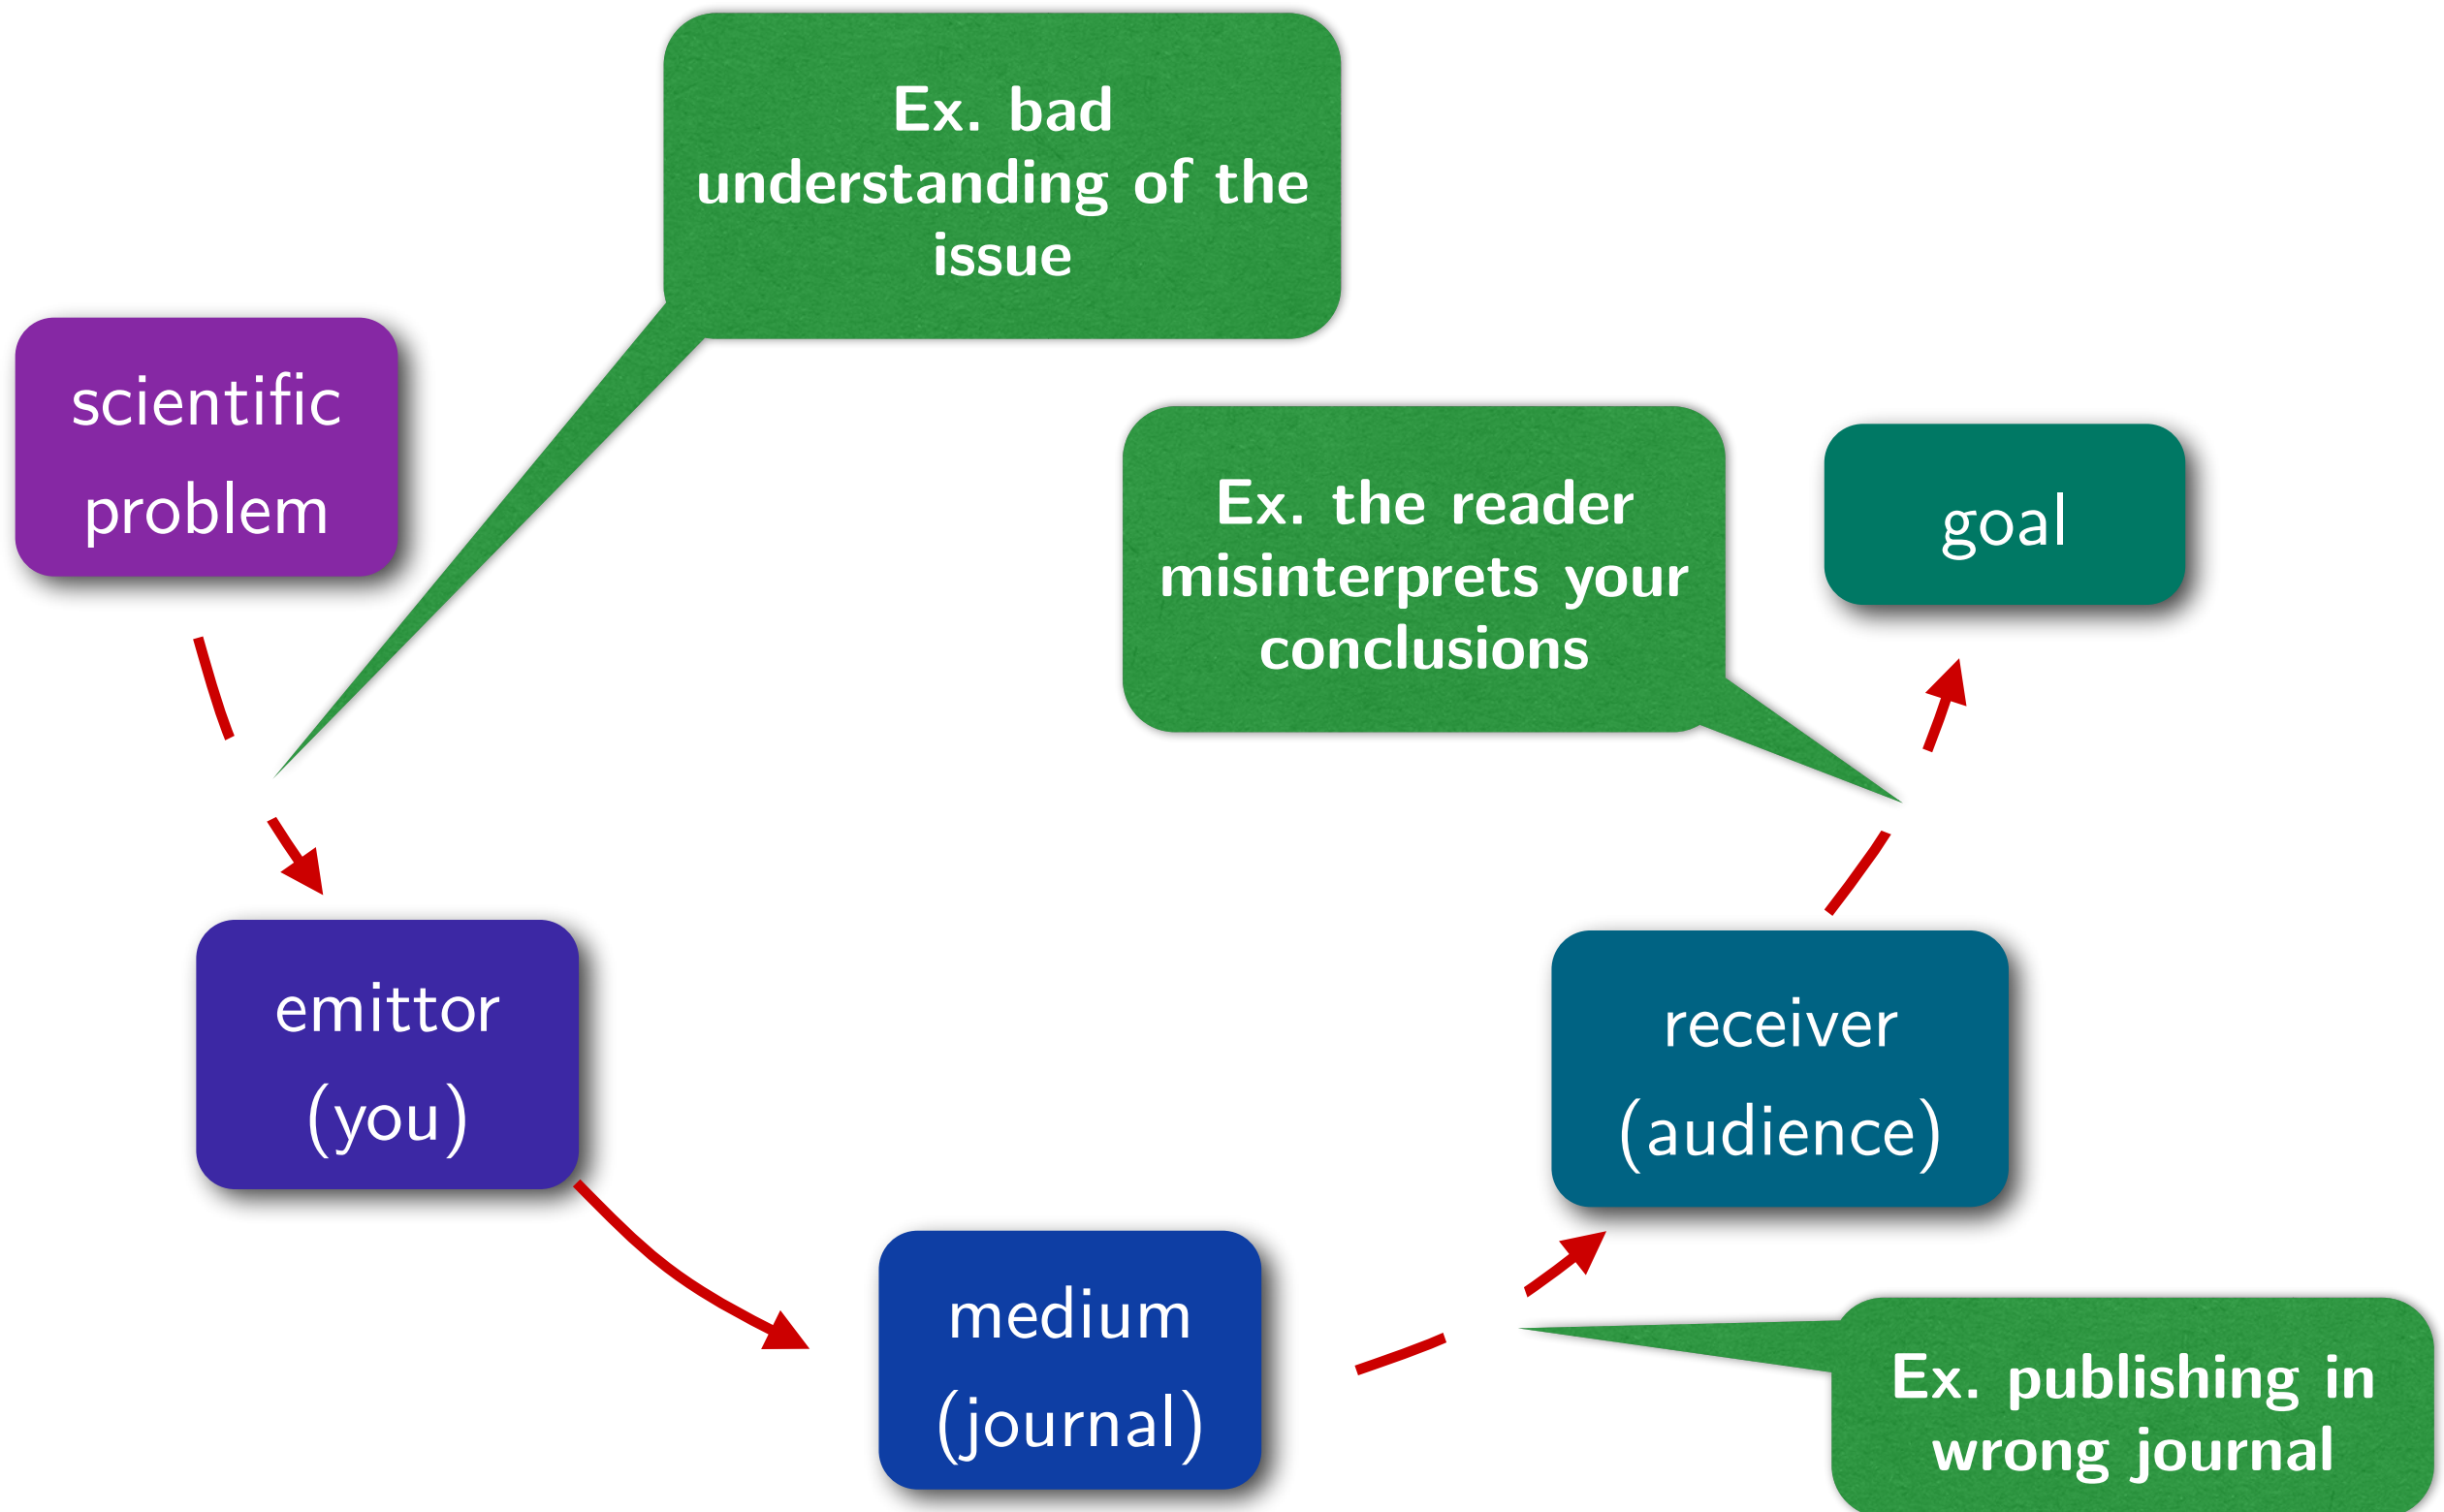 Ex. bad
understanding of the
issue
scientific
problem
Ex. the reader
misinterprets your
conclusions
goal
emittor
(you)
receiver
(audience)
medium
(journal)
Ex. publishing in
wrong journal